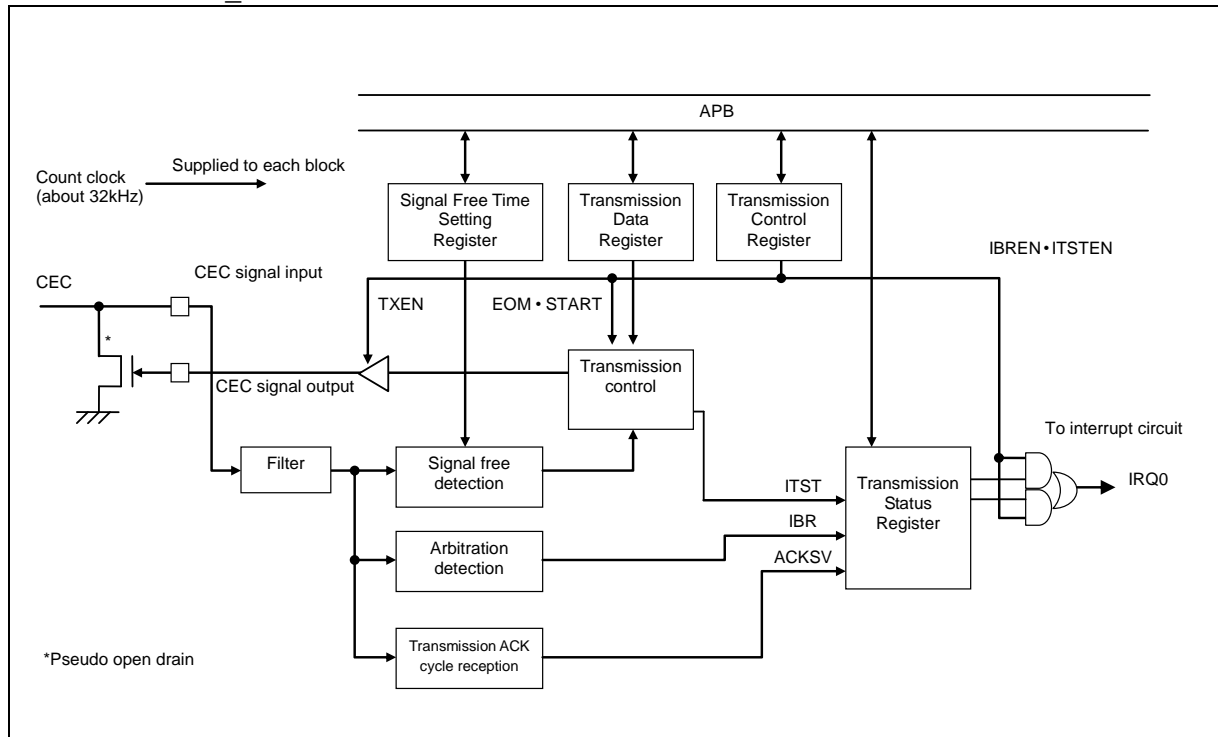 APB
Count clock
(about 32kHz)
Supplied to each block
Signal Free Time
Setting
Register
Transmission
Data
Register
Transmission
Control
Register
IBREN・ITSTEN
CEC signal input
CEC
TXEN
EOM・START
*
CEC signal output
Transmission
control
To interrupt circuit
Filter
Signal free
detection
ITST
Transmission
Status
Register
IRQ0
IBR
Arbitration
detection
ACKSV
Transmission ACK
cycle reception
*Pseudo open drain